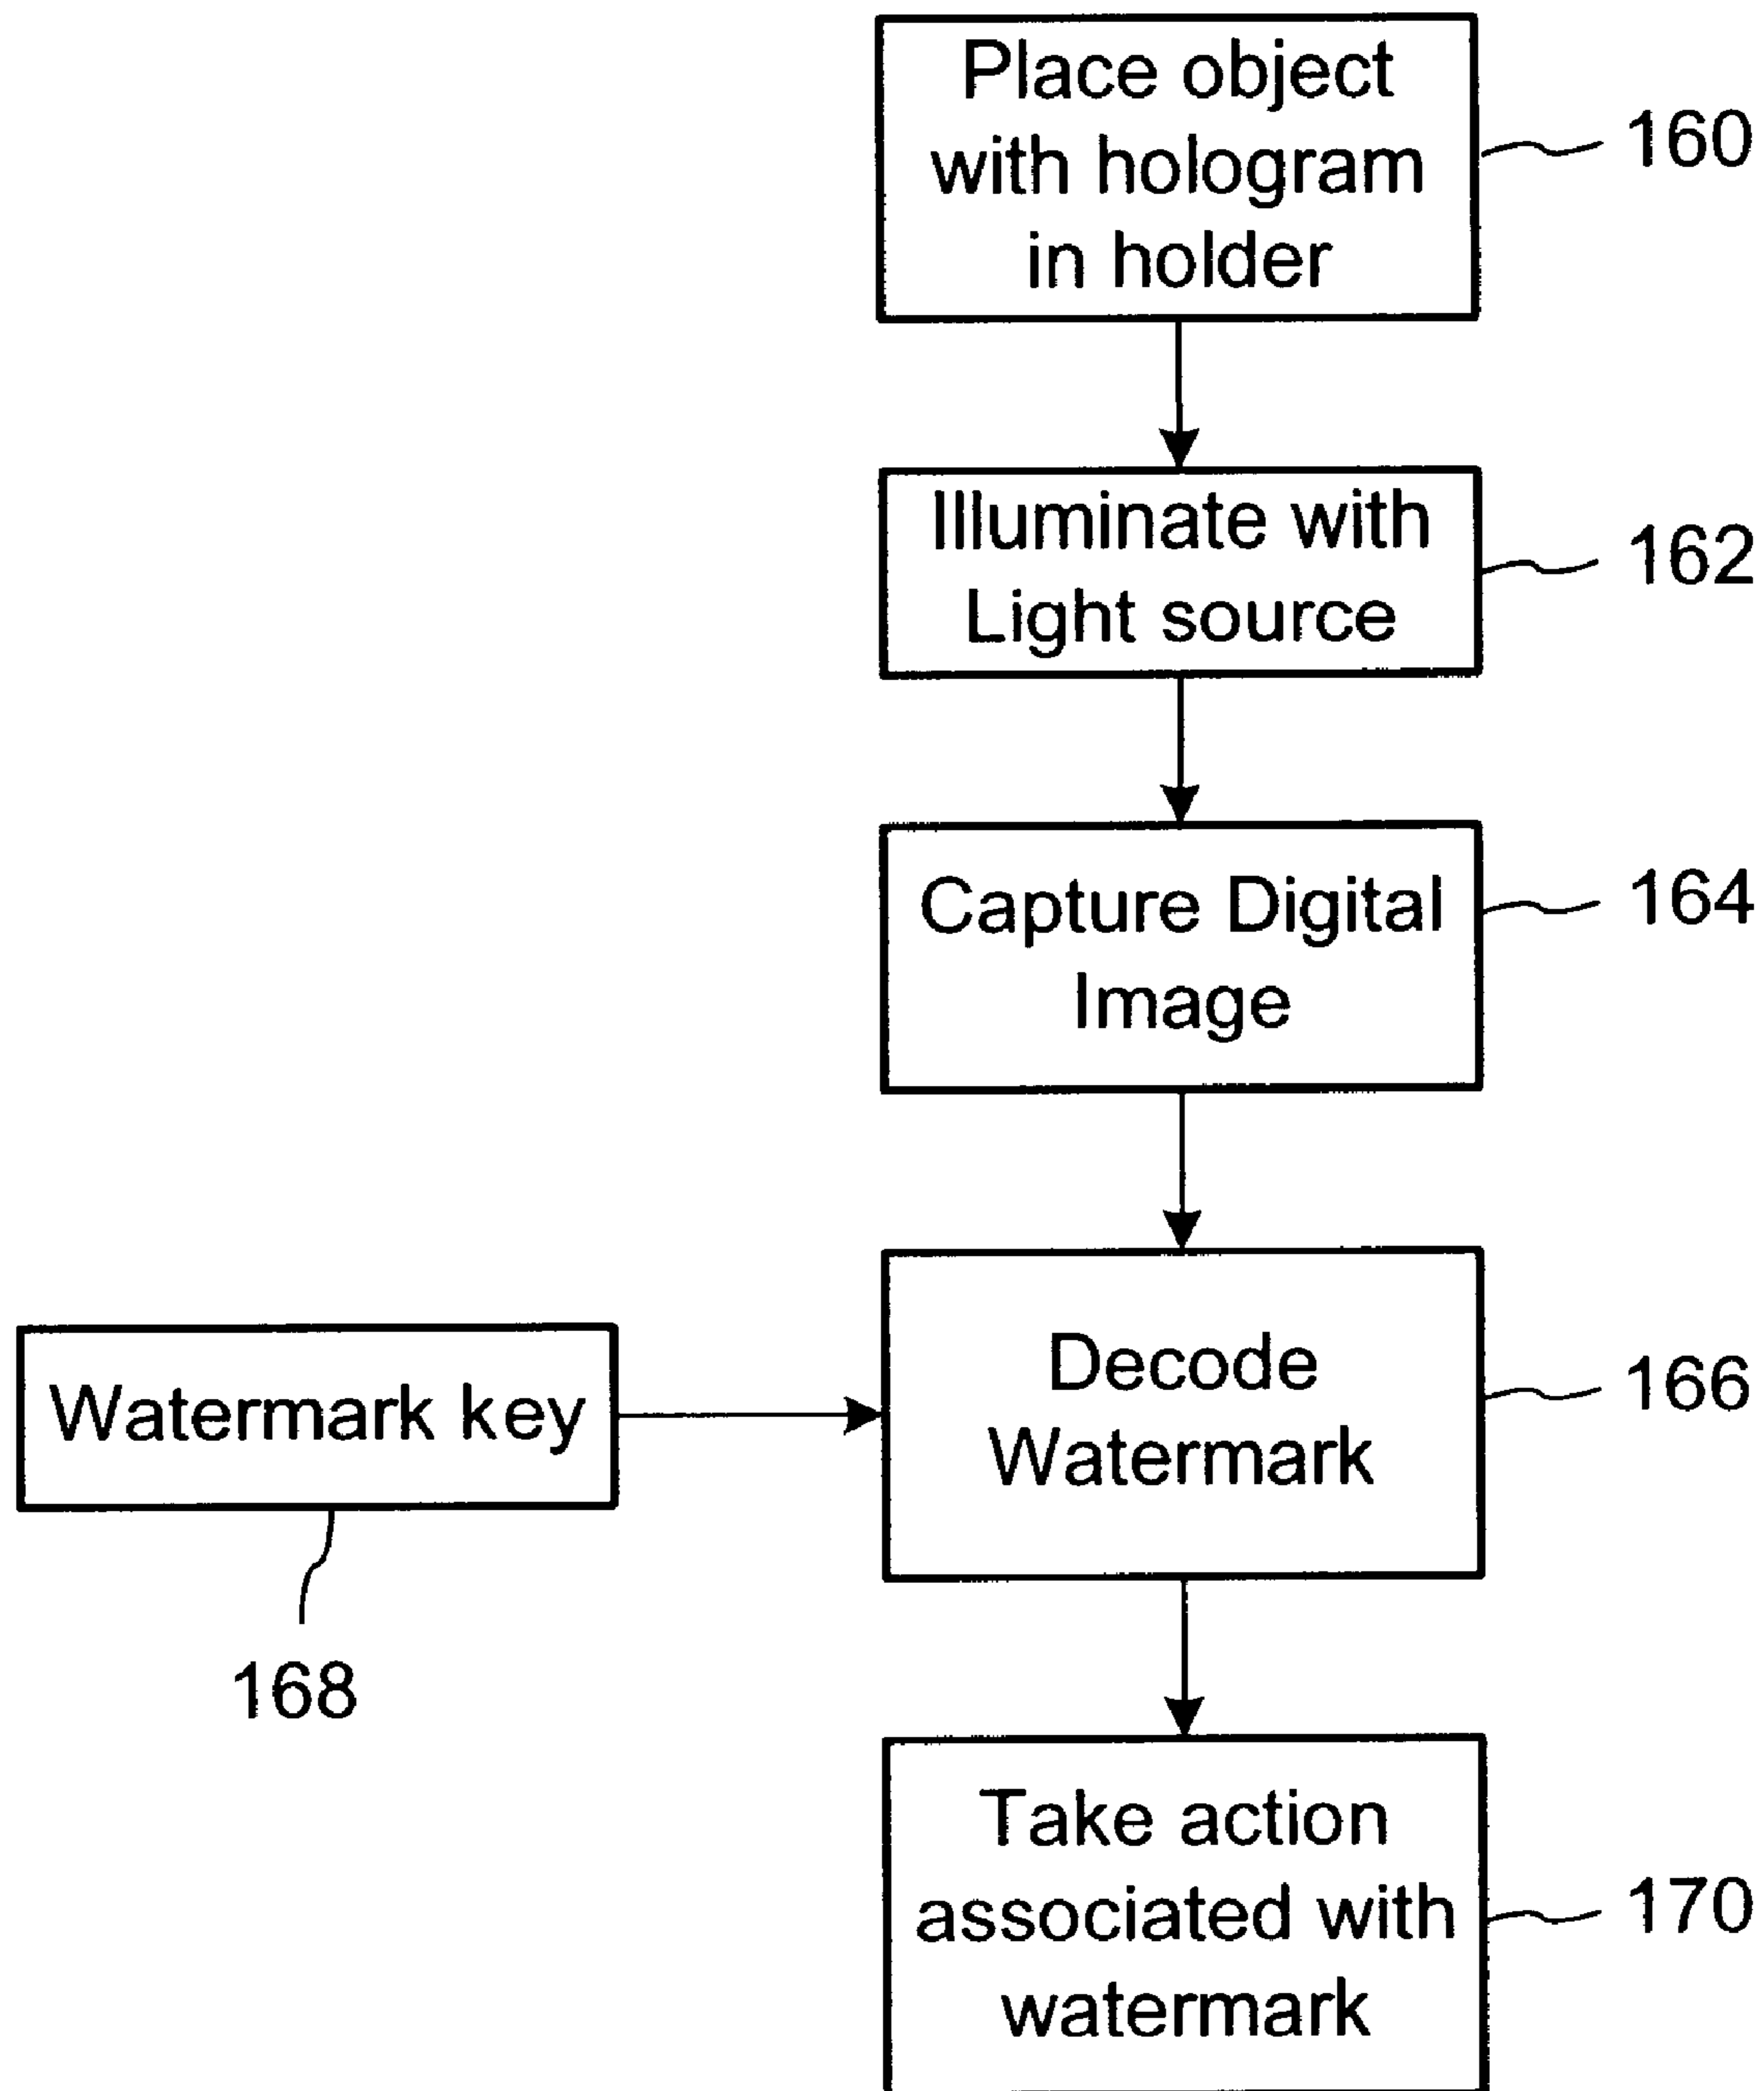 Place object
with hologram
in holder
160
Illuminate with
Light source
162
Capture Digital
Image
164
Decode
Watermark
166
Watermark key
168
Take action
associated with
watermark
170